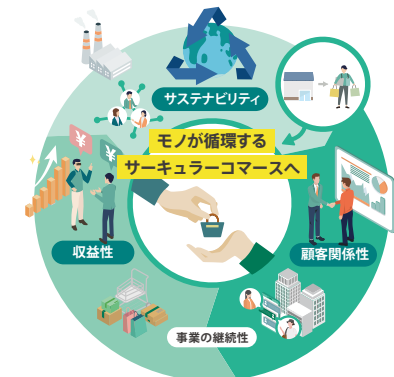 サステナビリティ
モノが循環する
サーキュラーコマースへ
¥
¥
収益性
顧客関係性
事業の継続性